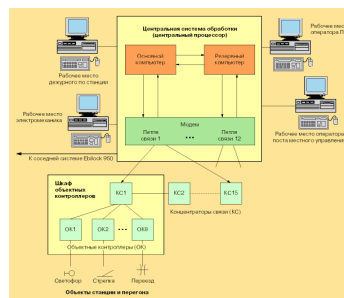 Центральная система обработки
(центральный процессор)
Рабочее мес
оператора П
Основной
компьютер
Резервный
компьютер
Рабочее место
дежурного по станции
Рабочее место
электромеханика
Модем
Петля
связи 1
...
Петля
связи 12
Рабочее место оператора
поста местного управления
К соседней системе Ebilock 950
Шкаф
объектных
контроллеров
КС1
КС2
КС15
Концентраторы связи (КС)
ОК1
ОК2
...
ОК8
Объектные контроллеры (ОК)
Светофор
Стрелка
Переезд
Объекты станции и перегона